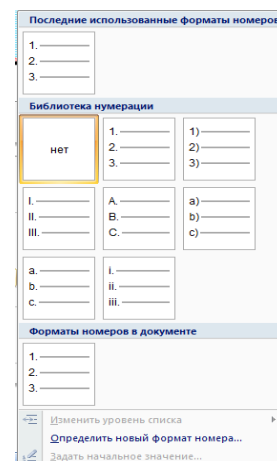 Последние использованные форматы номеров
1.
2.
3.
Библиотека нумерации
нет
1.
2.
3.
1)
2)
3)
I.
II.
III.
A.
B.
C.
a)
b)
c)
a.
b.
c.
i.
ii.
iii.
Форматы номеров в документе
1.
2.
3.
Изменить уровень списка
Определить новый формат номера...
Задать начальное значение...